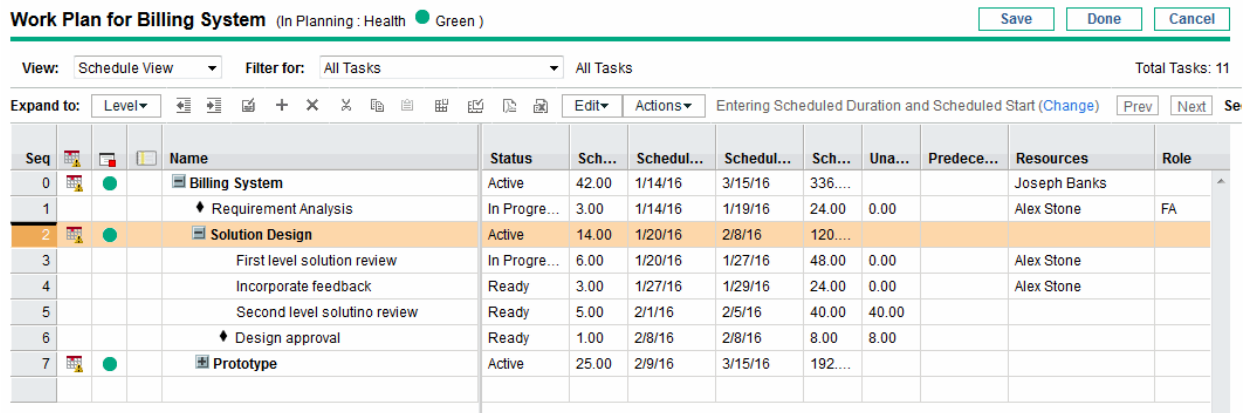 Work Plan for Billing System (In Planning : Health Green )
Save Done Cancel
View: Schedule View Filter for: All Tasks All Tasks Total Tasks: 11
Expand to: Level Edit Actions Entering Scheduled Duration and Scheduled Start (Change) Prev Next Se
Seq Name Status Sch... Schedul... Schedul... Sch... Una... Predece... Resources Role
0 Billing System Active 42.00 1/14/16 3/15/16 336.... Joseph Banks
1 Requirement Analysis In Progre... 3.00 1/14/16 1/19/16 24.00 0.00 Alex Stone FA
2 Solution Design Active 14.00 1/20/16 2/8/16 120....
3 First level solution review In Progre... 6.00 1/20/16 1/27/16 48.00 0.00 Alex Stone
4 Incorporate feedback Ready 3.00 1/27/16 1/29/16 24.00 0.00 Alex Stone
5 Second level solutino review Ready 5.00 2/1/16 2/5/16 40.00 40.00
6 Design approval Ready 1.00 2/8/16 2/8/16 8.00 8.00
7 Prototype Active 25.00 2/9/16 3/15/16 192....